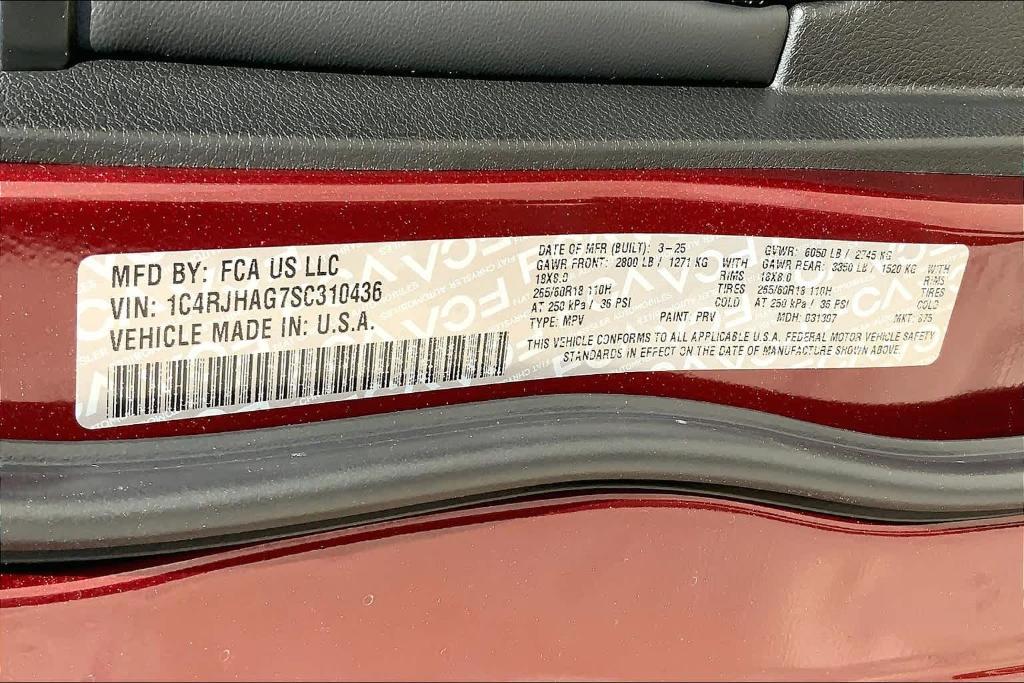 MFD BY: FCA US LLC
VIN: 1C4RJHAG7SC310436
VEHICLE MADE IN: U.S.A.
DATE OF MFR (BUILT): 3-25 GVWR: 6050 LB / 2745 KG
GAWR FRONT: 2800 LB / 1271 KG WITH GAWR REAR: 3350 LB / 1520 KG WITH
18X8.0 RIMS 18X8.0 RIMS
265/60R18 110H TIRES 265/60R18 110H TIRES
AT 250 kPa / 36 PSI COLD AT 250 kPa / 36 PSI COLD
TYPE: MPV PAINT: PRV MDH: 031307 MKT: 875
THIS VEHICLE CONFORMS TO ALL APPLICABLE U.S.A. FEDERAL MOTOR VEHICLE SAFETY
STANDARDS IN EFFECT ON THE DATE OF MANUFACTURE SHOWN ABOVE.